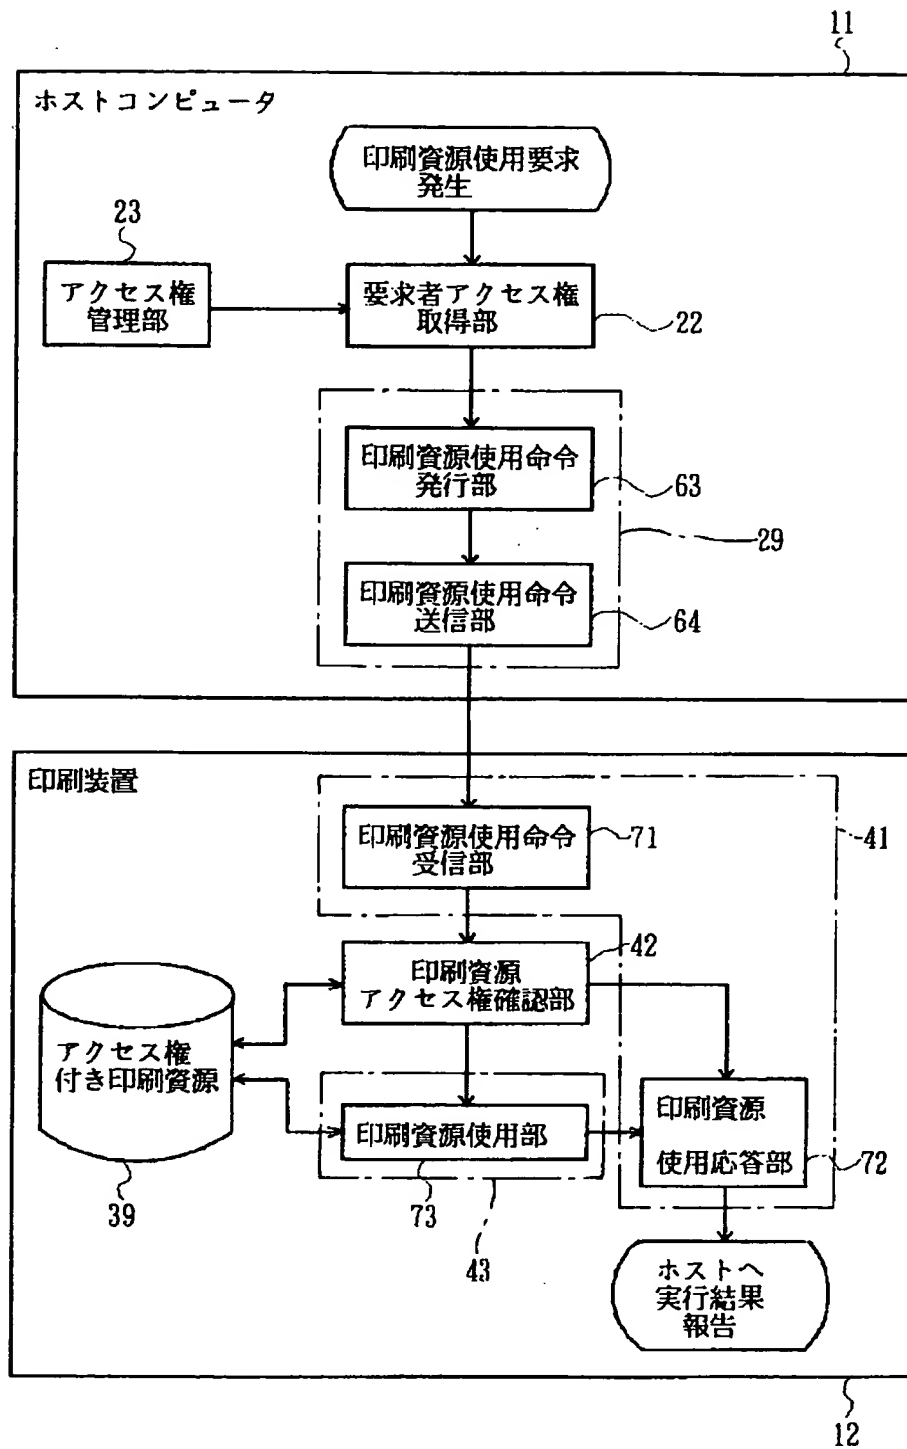 11
ホストコンピュータ
印刷資源使用要求
発生
23
アクセス権
管理部
要求者アクセス権
取得部
22
印刷資源使用命令
発行部
63
29
印刷資源使用命令
送信部
64
印刷装置
印刷資源使用命令
受信部
71
41
42
印刷資源
アクセス権確認部
アクセス権
付き印刷資源
39
印刷資源使用部
73
43
印刷資源
使用応答部
72
ホストへ
実行結果
報告
12